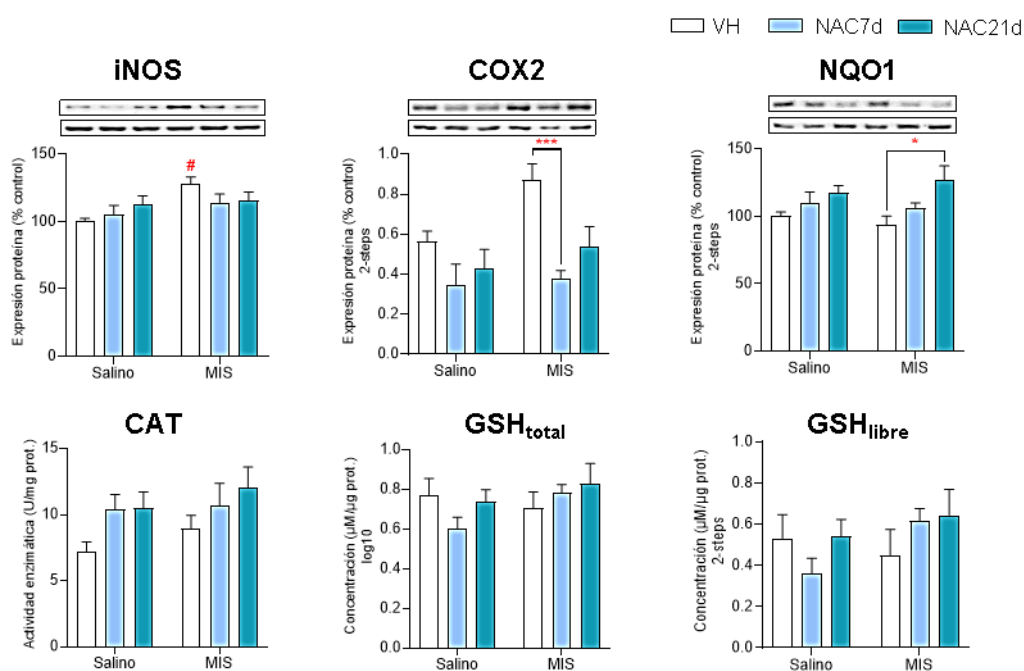 VH NAC7d NAC21d
iNOS
150
100
50
0
Expresión proteína (% control)
#
Salino MIS
COX2
1.0
0.8
0.6
0.4
0.2
0.0
Expresión proteína (% control)
2-steps
***
Salino MIS
NQO1
150
100
50
0
Expresión proteína (% control)
2-steps
*
Salino MIS
CAT
15
10
5
0
Actividad enzimática (U/mg prot.)
Salino MIS
GSHtotal
1.0
0.8
0.6
0.4
0.2
0.0
Concentración (µM/µg prot.)
log10
Salino MIS
GSHlibre
1.0
0.8
0.6
0.4
0.2
0.0
Concentración (µM/µg prot.)
2-steps
Salino MIS